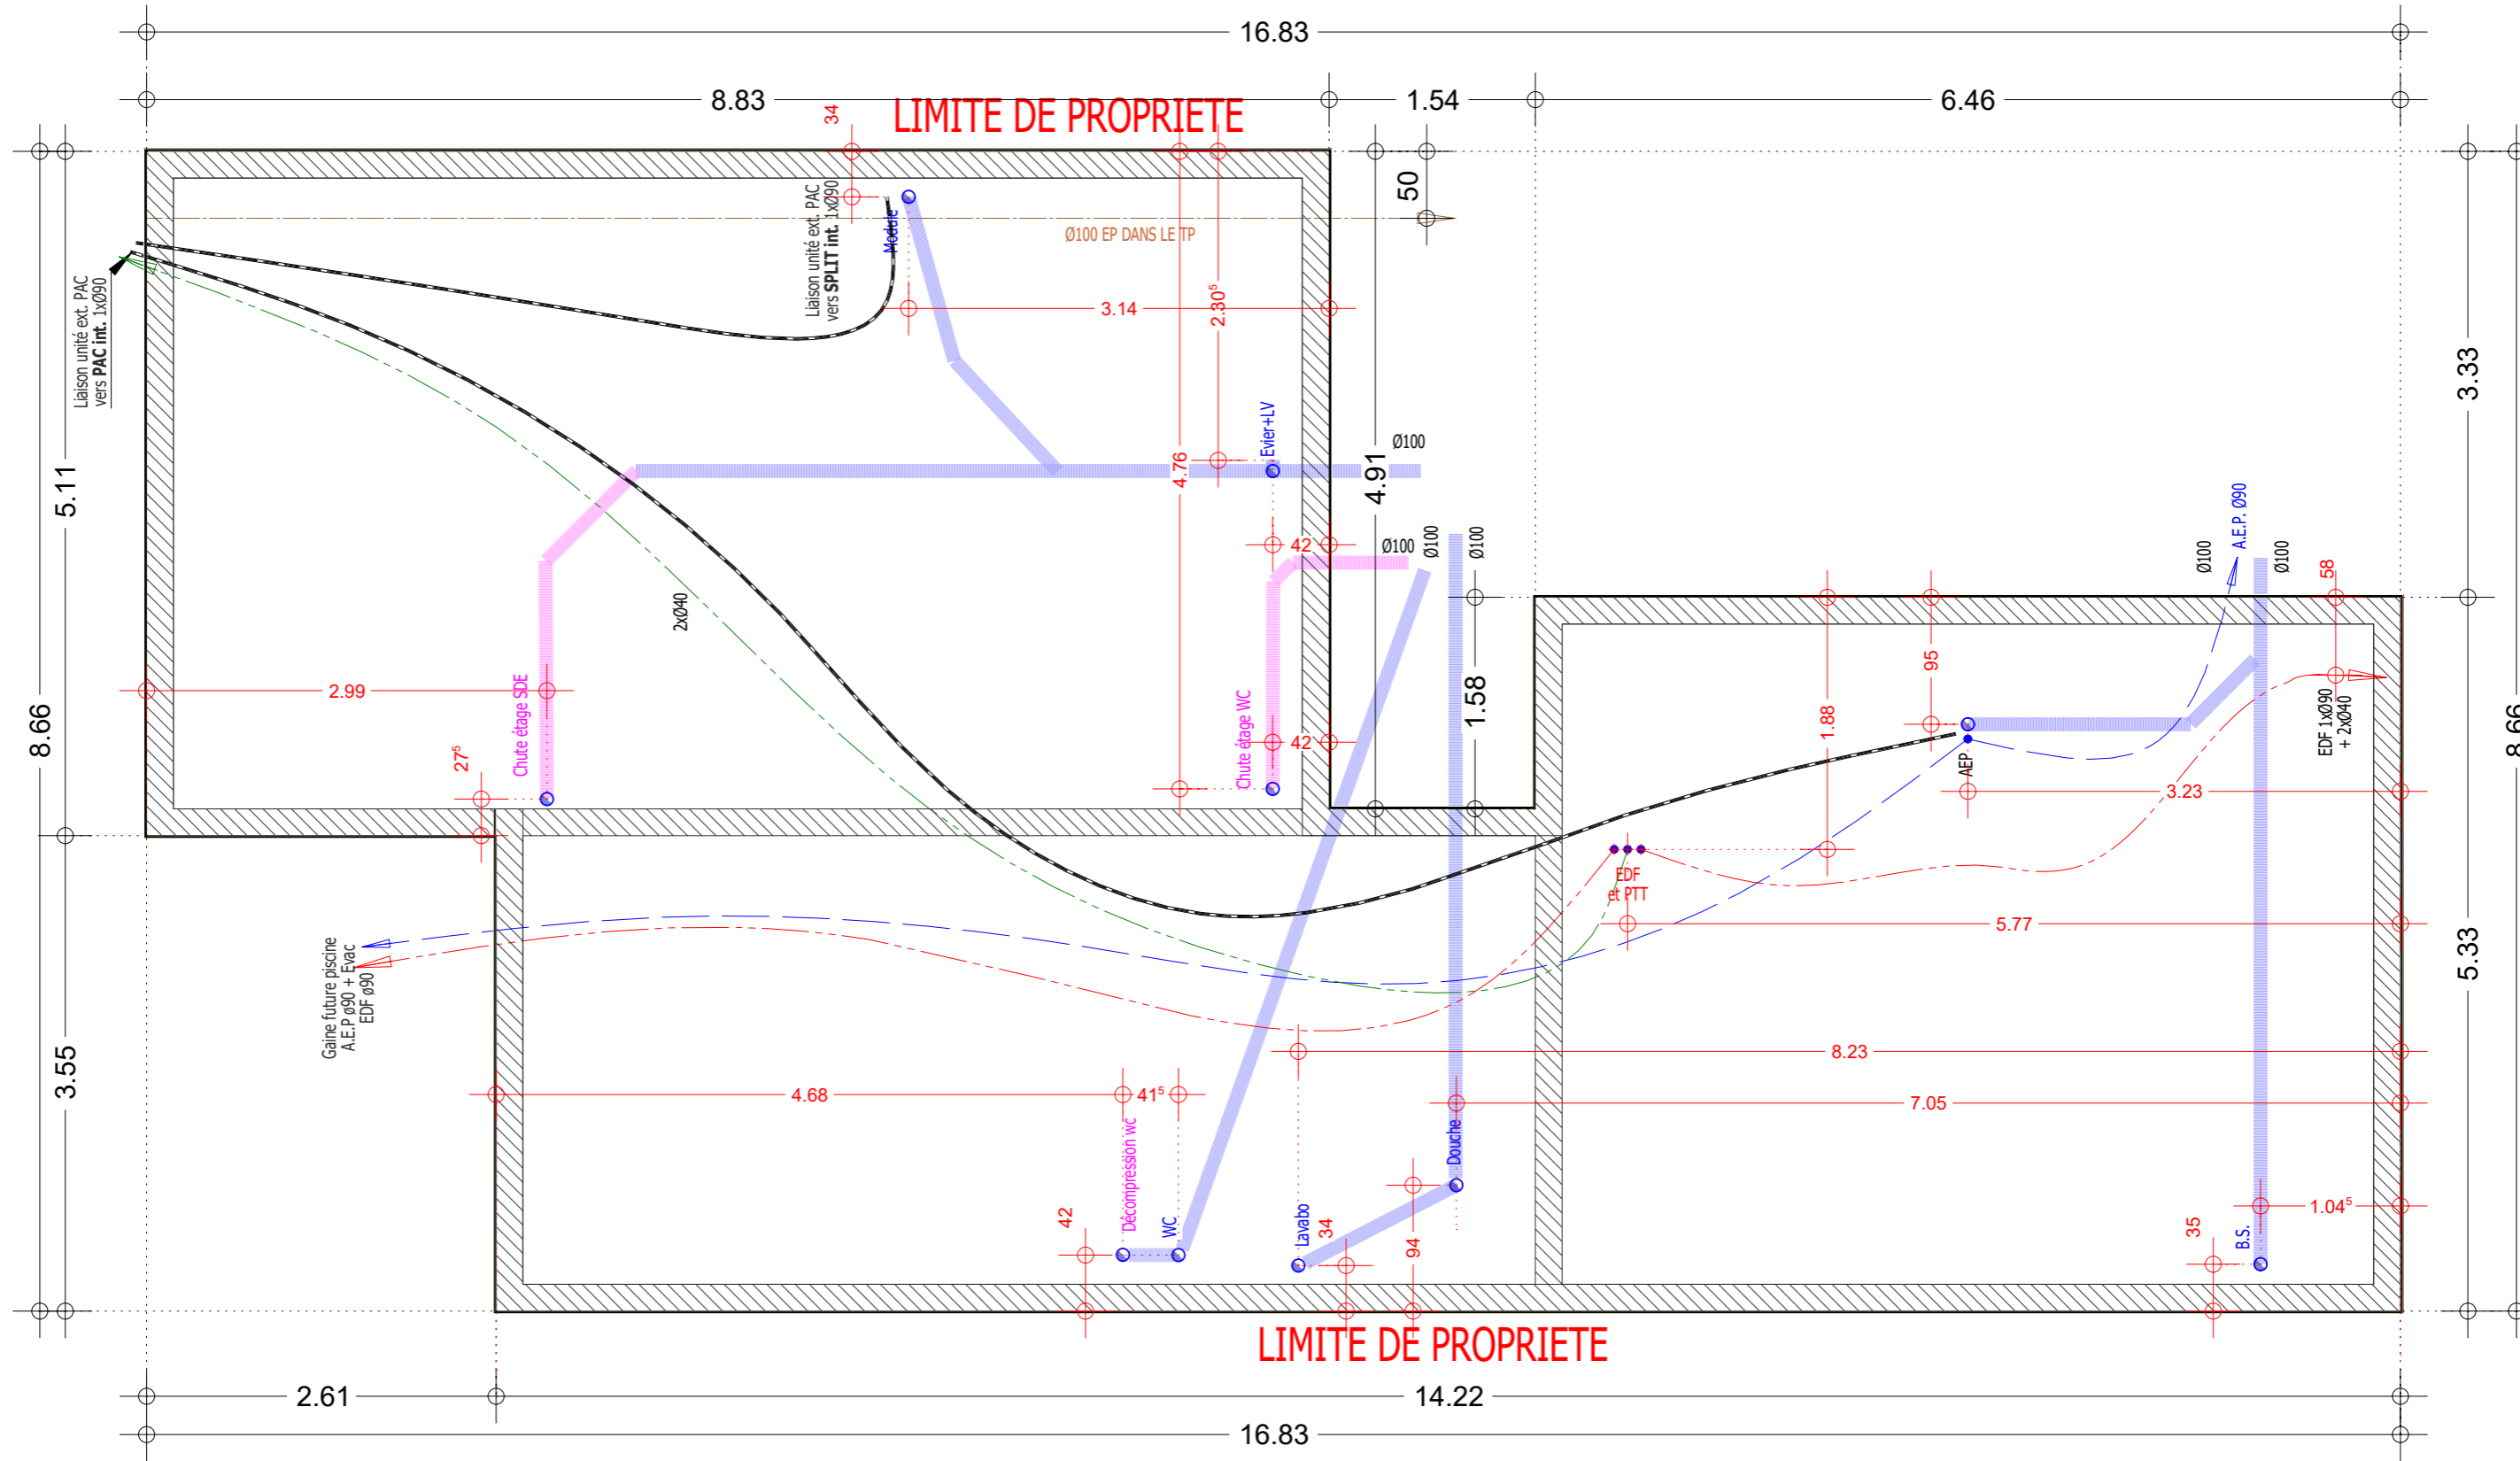 16.83
8.83
1.54
6.46
LIMITE DE PROPRIETE
34
50
Liaison unité ext. PAC
vers SPLIT int. 1xØ90
Module
Ø100 EP DANS LE TP
Liaison unité ext. PAC
vers PAC int. 1xØ90
3.14
2.30⁵
3.33
Evier+LV
Ø100
4.76
4.91
5.11
8.66
42
Ø100
Ø100
Ø100
Ø100
A.E.P. Ø90
Ø100
58
2xØ40
2.99
Chute étage SDE
27⁵
Chute étage WC
42
1.58
1.88
95
EDF 1xØ90
+ 2xØ40
8.66
AEP
3.23
EDF
et PTT
5.77
5.33
Gaine future piscine
A.E.P ø90 + Evac
EDF ø90
3.55
8.23
4.68
41⁵
7.05
Décompression wc
WC
42
Lavabo
34
Douche
94
1.04⁵
35
B.S.
LIMITE DE PROPRIETE
2.61
14.22
16.83